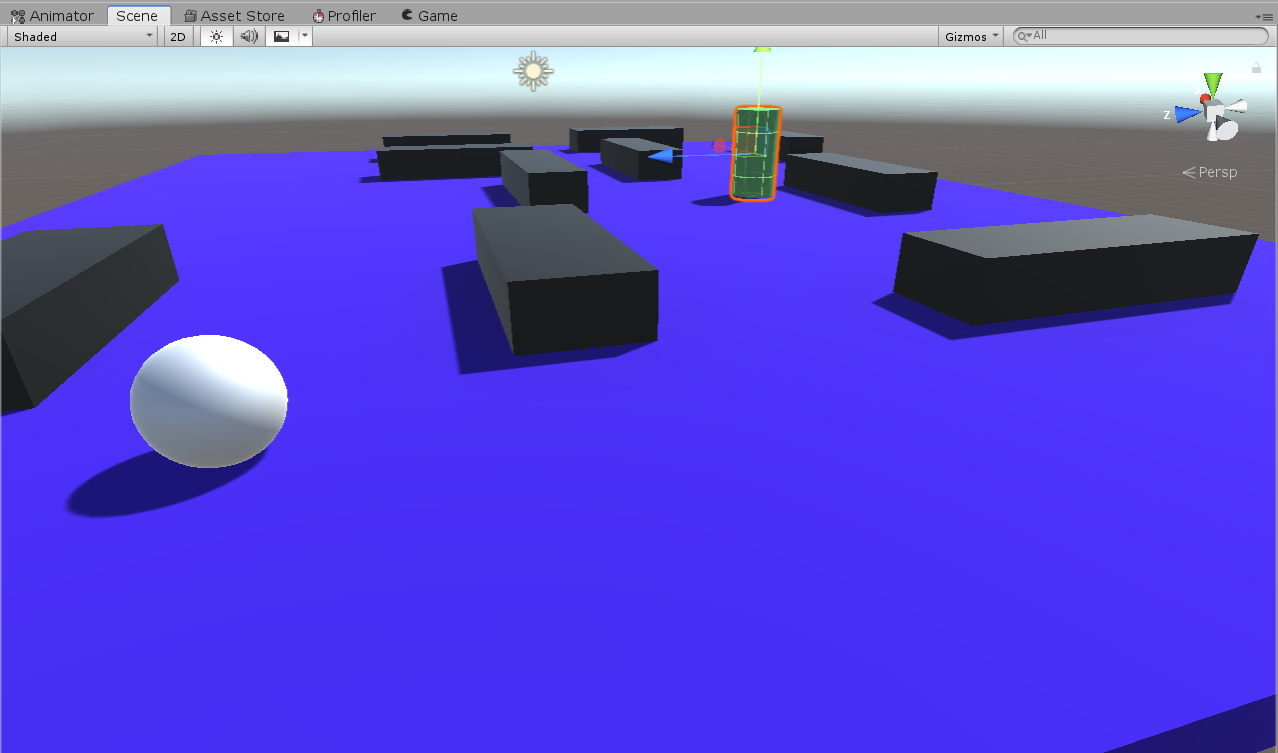 Animator Scene Asset Store Profiler Game
Shaded 2D Gizmos All
z
Persp